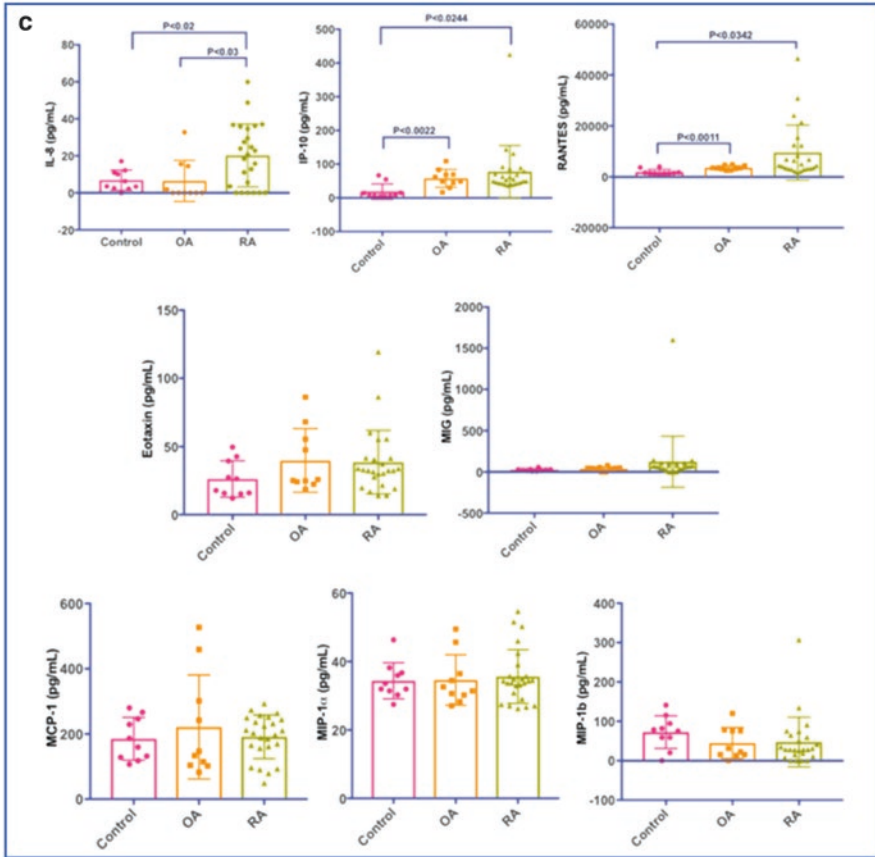 c
P<0.02
P<0.03
IL-8 (pg/mL)
80
60
40
20
0
-20
Control
OA
RA
P<0.0244
P<0.0022
IP-10 (pg/mL)
500
400
300
200
100
0
-100
Control
OA
RA
P<0.0342
P<0.0011
RANTES (pg/mL)
60000
40000
20000
0
-20000
Control
OA
RA
Eotaxin (pg/mL)
150
100
50
0
Control
OA
RA
MIG (pg/mL)
2000
1500
1000
500
0
-500
Control
OA
RA
MCP-1 (pg/mL)
600
400
200
0
Control
OA
RA
MIP-1α (pg/mL)
60
40
20
0
Control
OA
RA
MIP-1b (pg/mL)
400
300
200
100
0
-100
Control
OA
RA